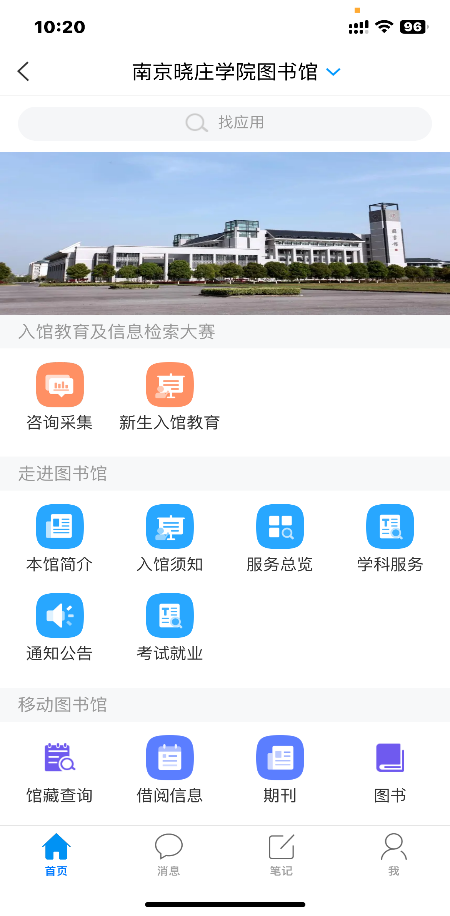 10:20
96
南京晓庄学院图书馆
找应用
入馆教育及信息检索大赛
咨询采集 新生入馆教育
走进图书馆
本馆简介 入馆须知 服务总览 学科服务
通知公告 考试就业
移动图书馆
馆藏查询 借阅信息 期刊 图书
首页 消息 笔记 我